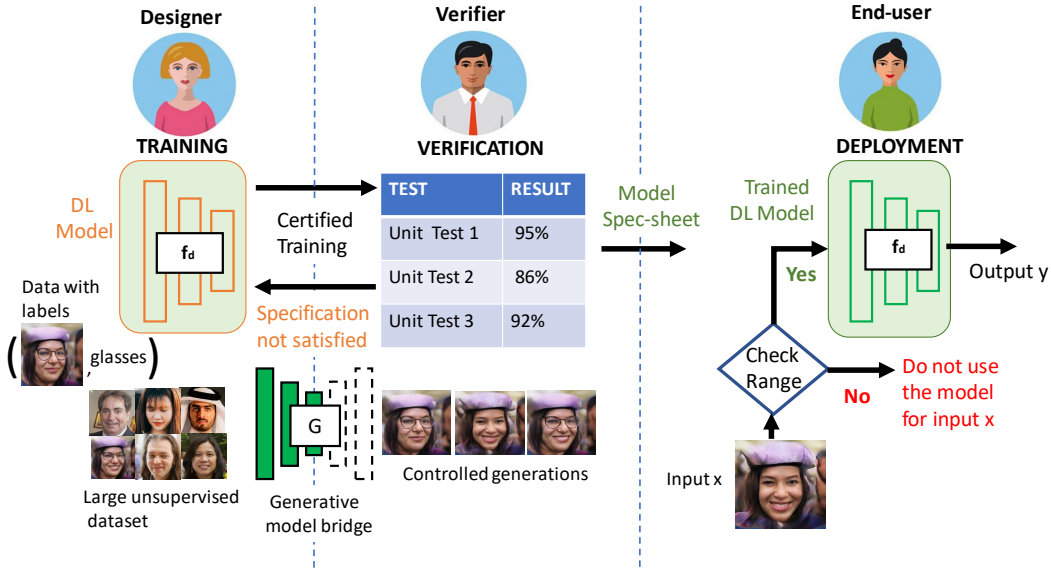 Designer
Verifier
End-user
TRAINING
VERIFICATION
DEPLOYMENT
DL
Model
f_d
Data with
labels
( , glasses)
Large unsupervised
dataset
Certified
Training
Specification
not satisfied
TEST RESULT
Unit Test 1 95%
Unit Test 2 86%
Unit Test 3 92%
G
Generative
model bridge
Controlled generations
Model
Spec-sheet
Trained
DL Model
f_d
Yes
Output y
Check
Range
No
Do not use
the model
for input x
Input x